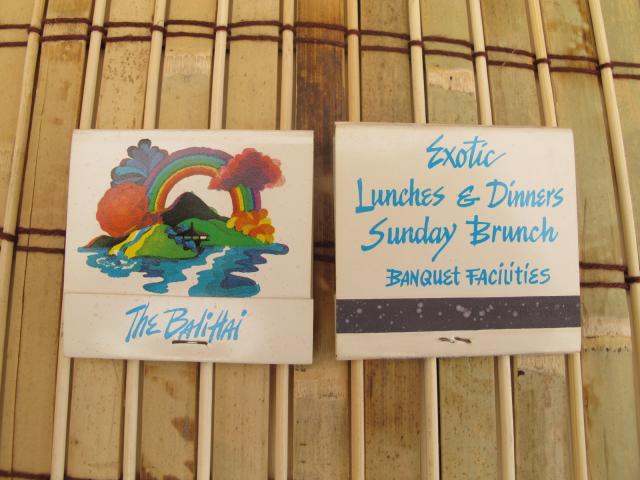 The Bali Hai
Exotic
Lunches & Dinners
Sunday Brunch
Banquet Facilities